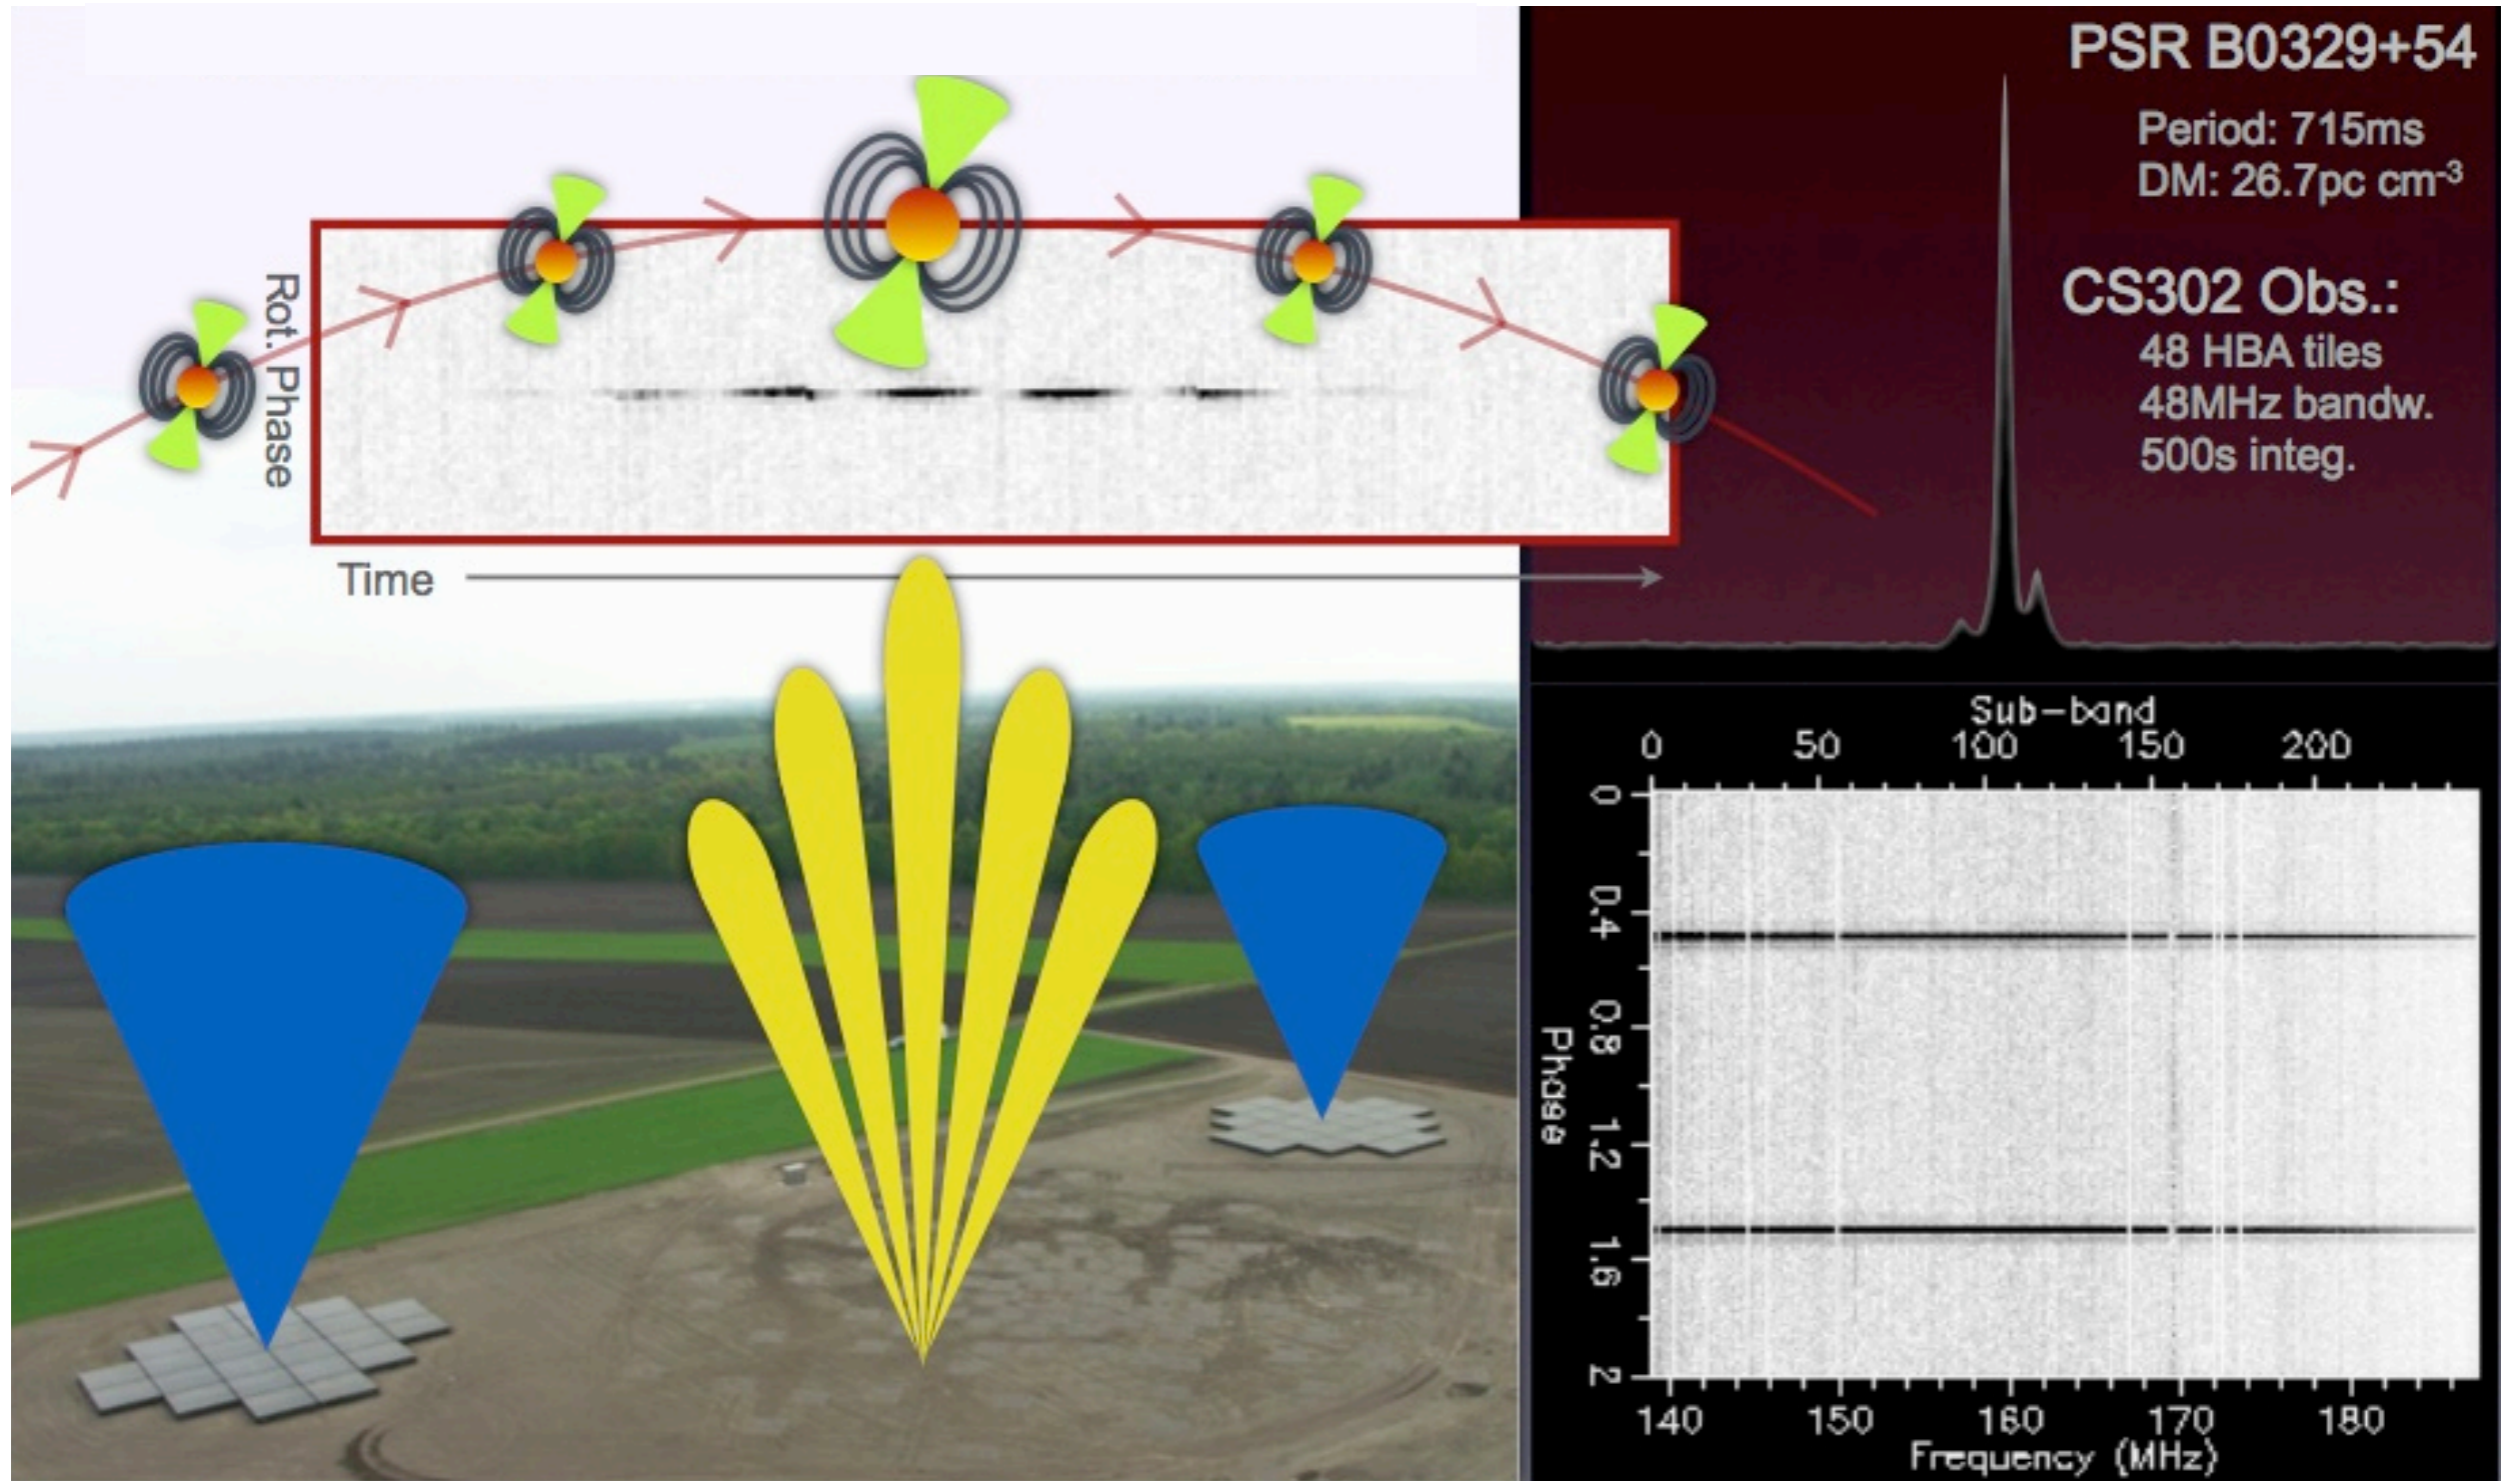 PSR B0329+54
Period: 715ms
DM: 26.7pc cm-3
CS302 Obs.:
48 HBA tiles
48MHz bandw.
500s integ.
Rot. Phase
Time
Sub-band
0 50 100 150 200
Phase
0
0.4
0.8
1.2
1.6
2
140 150 160 170 180
Frequency (MHz)